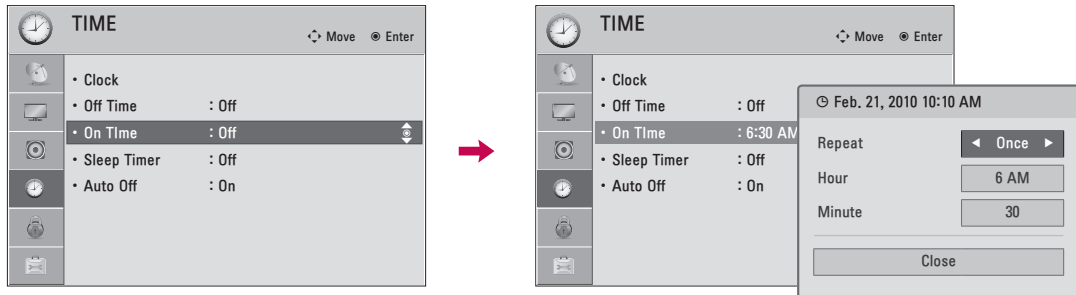 TIME
Move Enter
• Clock
• Off Time : Off
• On TIme : Off
• Sleep Timer : Off
• Auto Off : On
TIME
Move Enter
• Clock
• Off Time : Off
• On TIme : 6:30 AM
• Sleep Timer : Off
• Auto Off : On
Feb. 21, 2010 10:10 AM
Repeat ◄ Once ►
Hour 6 AM
Minute 30
Close